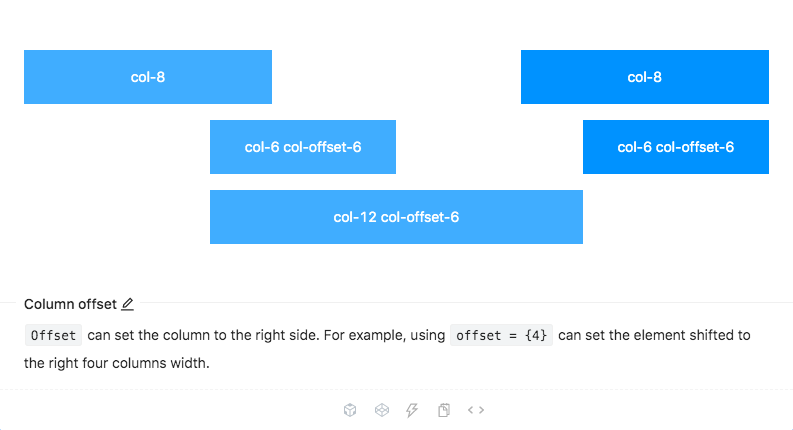 col-8 col-8
col-6 col-offset-6 col-6 col-offset-6
col-12 col-offset-6
Column offset
Offset can set the column to the right side. For example, using offset = {4} can set the element shifted to
the right four columns width.